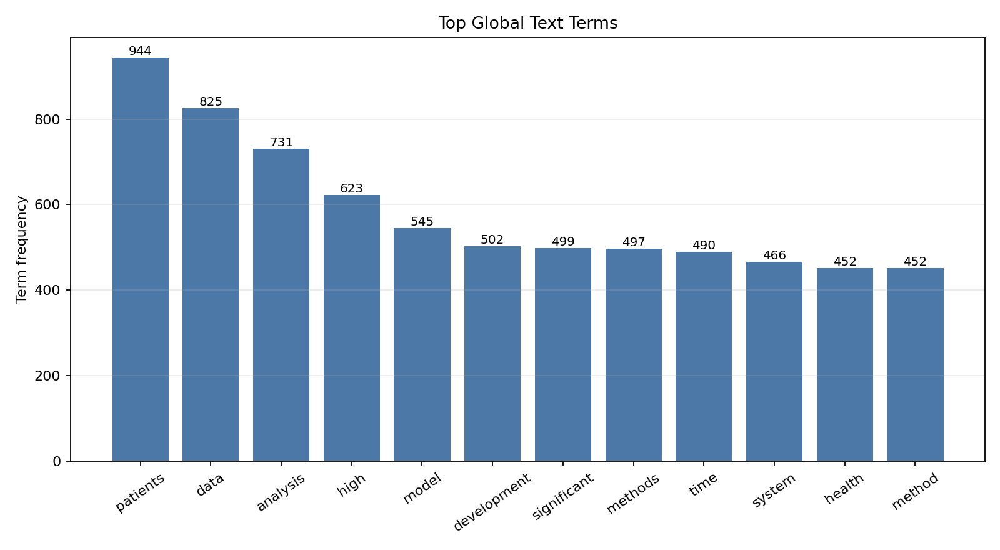 Top Global Text Terms
Term frequency
800
600
400
200
0
944
825
731
623
545
502
499
497
490
466
452
452
patients
data
analysis
high
model
development
significant
methods
time
system
health
method